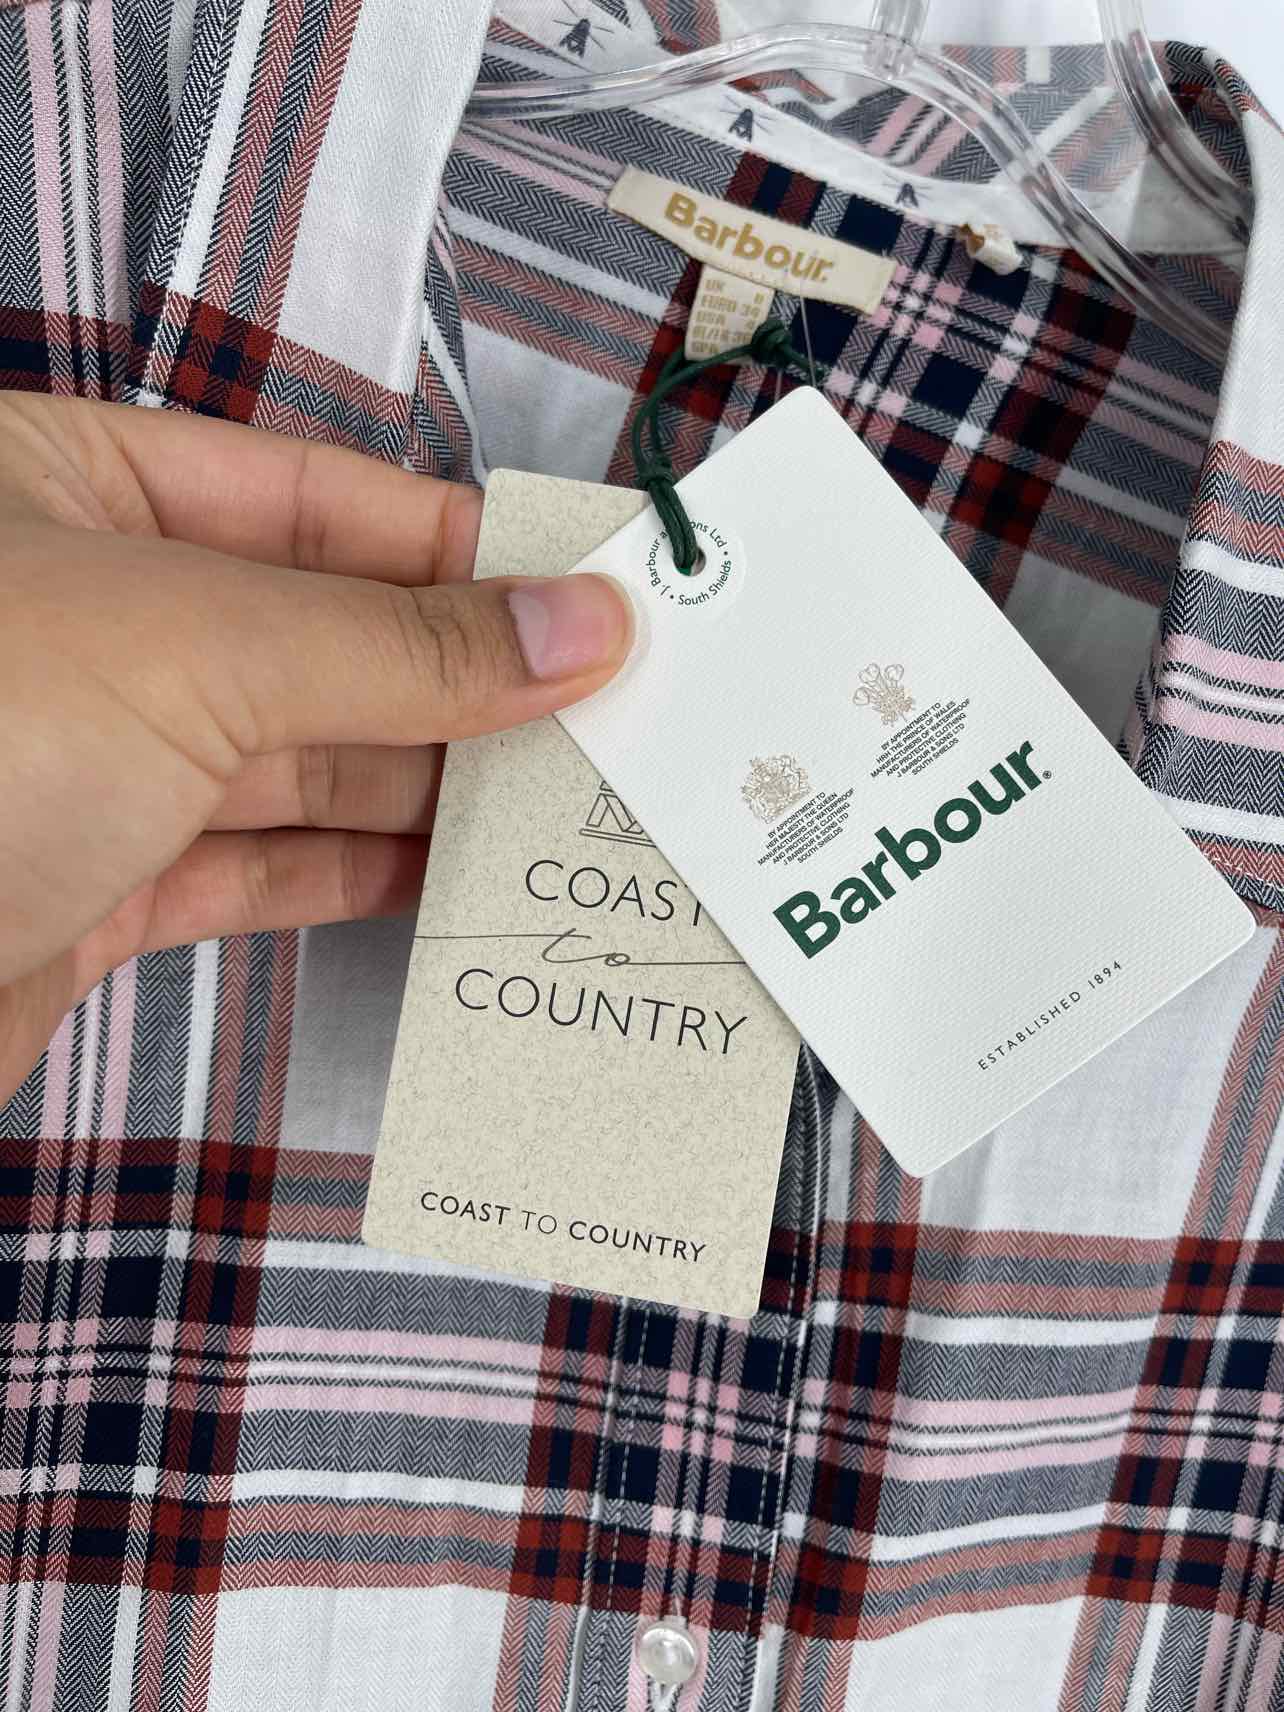 Barbour.
UK 8
EURO 34
USA 4
J. Barbour a ons Ltd • South Shields •
BY APPOINTMENT TO
HRH THE PRINCE OF WALES
MANUFACTURERS OF WATERPROOF
AND PROTECTIVE CLOTHING
J BARBOUR & SONS LTD
SOUTH SHIELDS
BY APPOINTMENT TO
HER MAJESTY THE QUEEN
MANUFACTURERS OF WATERPROOF
AND PROTECTIVE CLOTHING
J BARBOUR & SONS LTD
SOUTH SHIELDS
Barbour.®
ESTABLISHED 1894
COAST
to
COUNTRY
COAST TO COUNTRY